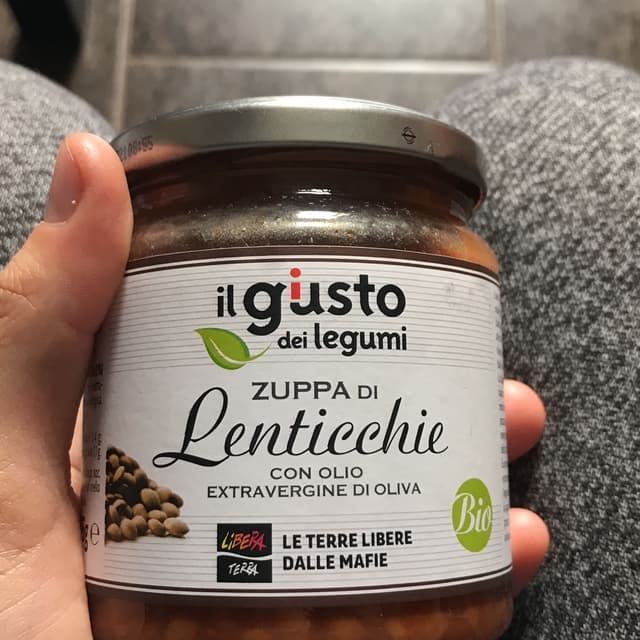 il giusto
dei legumi
ZUPPA DI
Lenticchie
CON OLIO
EXTRAVERGINE DI OLIVA
Bio
LIBERA
TERRA
LE TERRE LIBERE
DALLE MAFIE